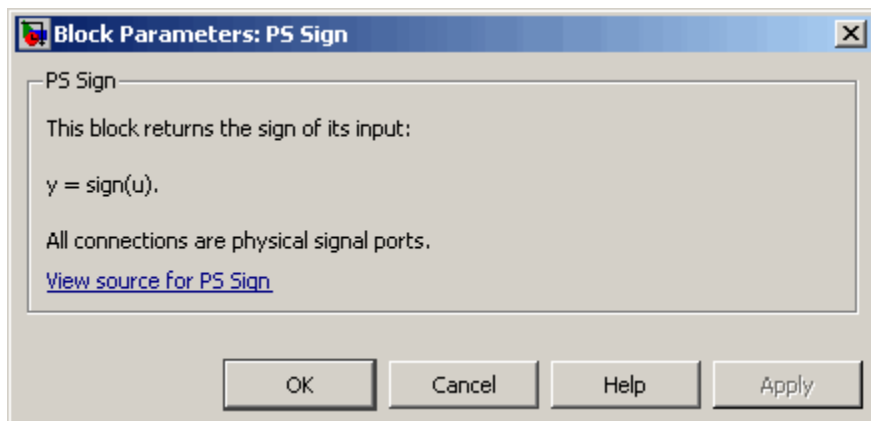 Block Parameters: PS Sign
PS Sign
This block returns the sign of its input:
y = sign(u).
All connections are physical signal ports.
View source for PS Sign
OK Cancel Help Apply